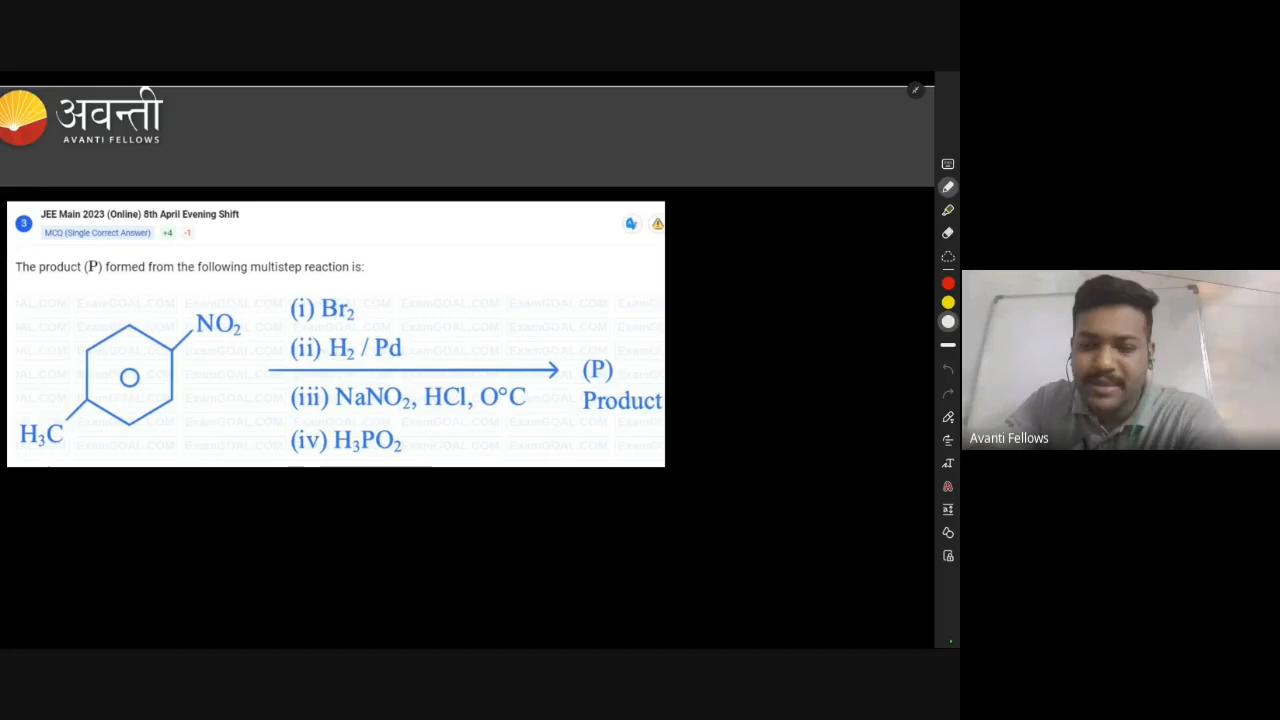 अवन्ती
AVANTI FELLOWS
3
JEE Main 2023 (Online) 8th April Evening Shift
MCQ (Single Correct Answer) +4 -1
The product (P) formed from the following multistep reaction is:
NO₂
H₃C
(i) Br₂
(ii) H₂ / Pd
(iii) NaNO₂, HCl, O°C
(iv) H₃PO₂
(P)
Product
Avanti Fellows